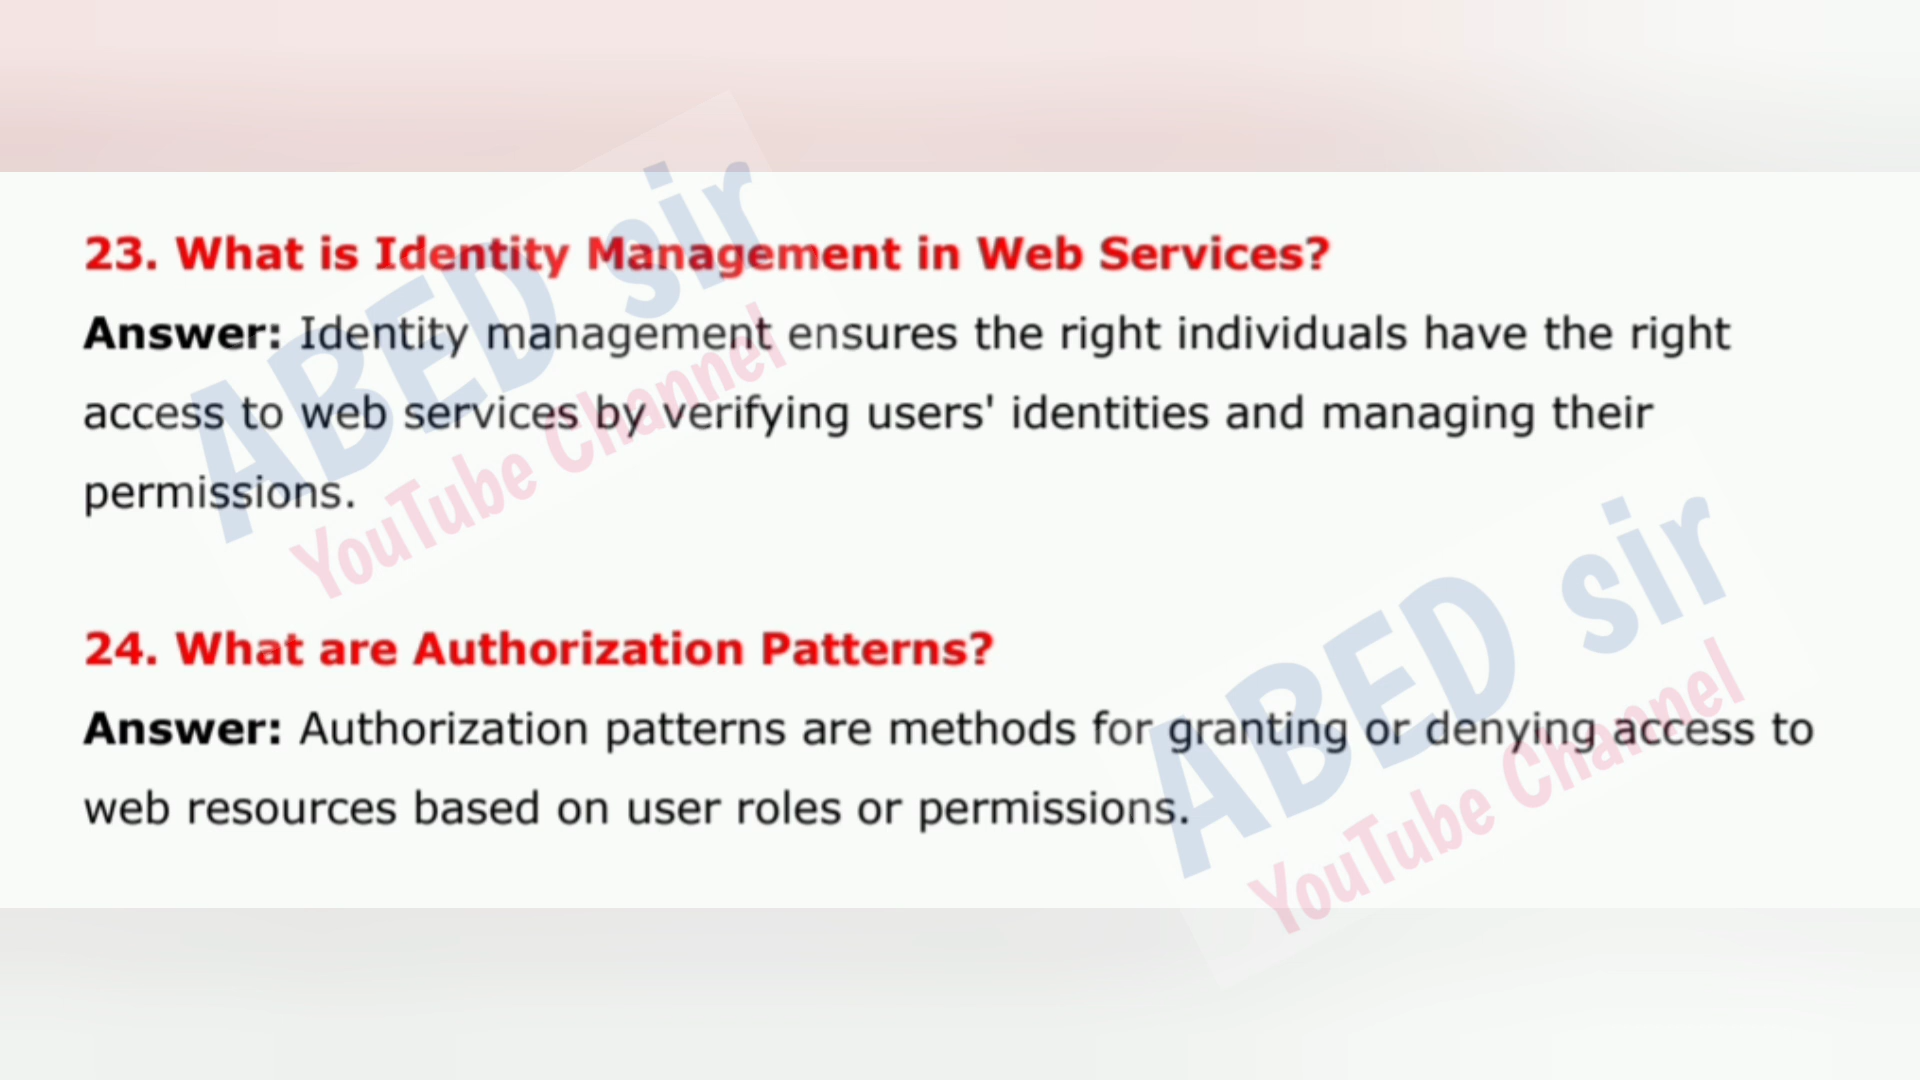 23. What is Identity Management in Web Services?
Answer: Identity management ensures the right individuals have the right
access to web services by verifying users' identities and managing their
permissions.
24. What are Authorization Patterns?
Answer: Authorization patterns are methods for granting or denying access to
web resources based on user roles or permissions.
ABED sir
YouTube Channel
ABED sir
YouTube Channel